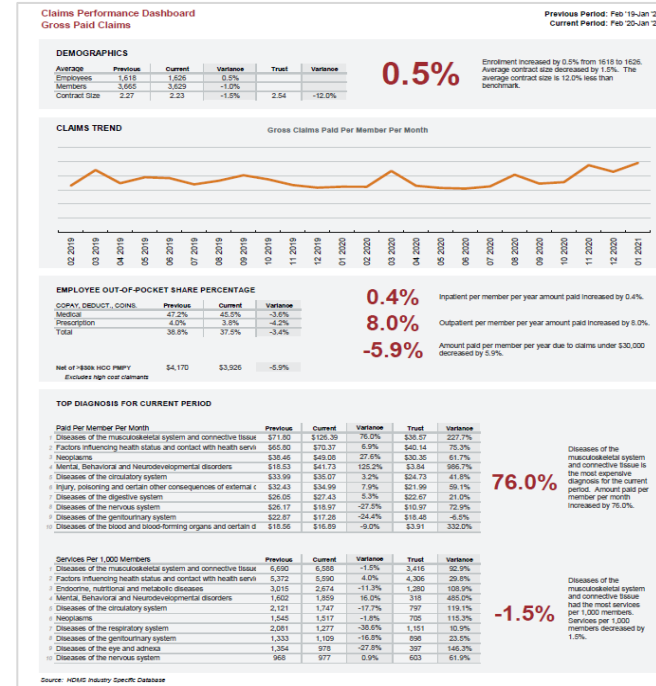 Claims Performance Dashboard
Gross Paid Claims
Previous Period: Feb '19-Jan '2
Current Period: Feb '20-Jan '2
DEMOGRAPHICS
Average Previous Current Variance Trust Variance
Employees 1,618 1,626 0.5%
Members 3,665 3,629 -1.0%
Contract Size 2.27 2.23 -1.5% 2.54 -12.0%
0.5%
Enrollment increased by 0.5% from 1618 to 1626.
Average contract size decreased by 1.5%. The
average contract size is 12.0% less than
benchmark.
CLAIMS TREND
Gross Claims Paid Per Member Per Month
02 2019 03 2019 04 2019 05 2019 06 2019 07 2019 08 2019 09 2019 10 2019 11 2019 12 2019 01 2020 02 2020 03 2020 04 2020 05 2020 06 2020 07 2020 08 2020 09 2020 10 2020 11 2020 12 2020 01 2021
EMPLOYEE OUT-OF-POCKET SHARE PERCENTAGE
COPAY, DEDUCT., COINS. Previous Current Variance
Medical 47.2% 45.5% -3.6%
Prescription 4.0% 3.8% -4.2%
Total 38.8% 37.5% -3.4%
Net of >$30k HCC PMPY $4,170 $3,926 -5.9%
Excludes high cost claimants
0.4% Inpatient per member per year amount paid increased by 0.4%.
8.0% Outpatient per member per year amount paid increased by 8.0%.
-5.9% Amount paid per member per year due to claims under $30,000
decreased by 5.9%.
TOP DIAGNOSIS FOR CURRENT PERIOD
Paid Per Member Per Month Previous Current Variance Trust Variance
1 Diseases of the musculoskeletal system and connective tissue $71.80 $126.39 76.0% $38.57 227.7%
2 Factors influencing health status and contact with health servi $65.80 $70.37 6.9% $40.14 75.3%
3 Neoplasms $38.46 $49.08 27.6% $30.35 61.7%
4 Mental, Behavioral and Neurodevelopmental disorders $18.53 $41.73 125.2% $3.84 986.7%
5 Diseases of the circulatory system $33.99 $35.07 3.2% $24.73 41.8%
6 Injury, poisoning and certain other consequences of external c $32.43 $34.99 7.9% $21.99 59.1%
7 Diseases of the digestive system $26.05 $27.43 5.3% $22.67 21.0%
8 Diseases of the nervous system $26.17 $18.97 -27.5% $10.97 72.9%
9 Diseases of the genitourinary system $22.87 $17.28 -24.4% $18.48 -6.5%
10 Diseases of the blood and blood-forming organs and certain d $18.56 $16.89 -9.0% $3.91 332.0%
76.0%
Diseases of the
musculoskeletal system
and connective tissue is
the most expensive
diagnosis for the current
period. Amount paid per
member per month
increased by 76.0%.
Services Per 1,000 Members Previous Current Variance Trust Variance
1 Diseases of the musculoskeletal system and connective tissue 6,690 6,588 -1.5% 3,416 92.9%
2 Factors influencing health status and contact with health servi 5,372 5,590 4.0% 4,306 29.8%
3 Endocrine, nutritional and metabolic diseases 3,015 2,674 -11.3% 1,280 108.9%
4 Mental, Behavioral and Neurodevelopmental disorders 1,602 1,859 16.0% 318 485.0%
5 Diseases of the circulatory system 2,121 1,747 -17.7% 797 119.1%
6 Neoplasms 1,545 1,517 -1.8% 705 115.3%
7 Diseases of the respiratory system 2,081 1,277 -38.6% 1,151 10.9%
8 Diseases of the genitourinary system 1,333 1,109 -16.8% 898 23.5%
9 Diseases of the eye and adnexa 1,354 978 -27.8% 397 146.3%
10 Diseases of the nervous system 968 977 0.9% 603 61.9%
-1.5%
Diseases of the
musculoskeletal system
and connective tissue
had the most services
per 1,000 members.
Services per 1,000
members decreased by
1.5%.
Source: HDMS Industry Specific Database